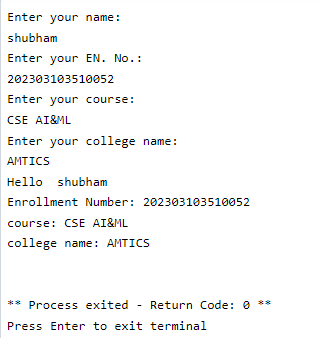 Enter your name:
shubham
Enter your EN. No.:
202303103510052
Enter your course:
CSE AI&ML
Enter your college name:
AMTICS
Hello  shubham
Enrollment Number: 202303103510052
course: CSE AI&ML
college name: AMTICS
** Process exited - Return Code: 0 **
Press Enter to exit terminal